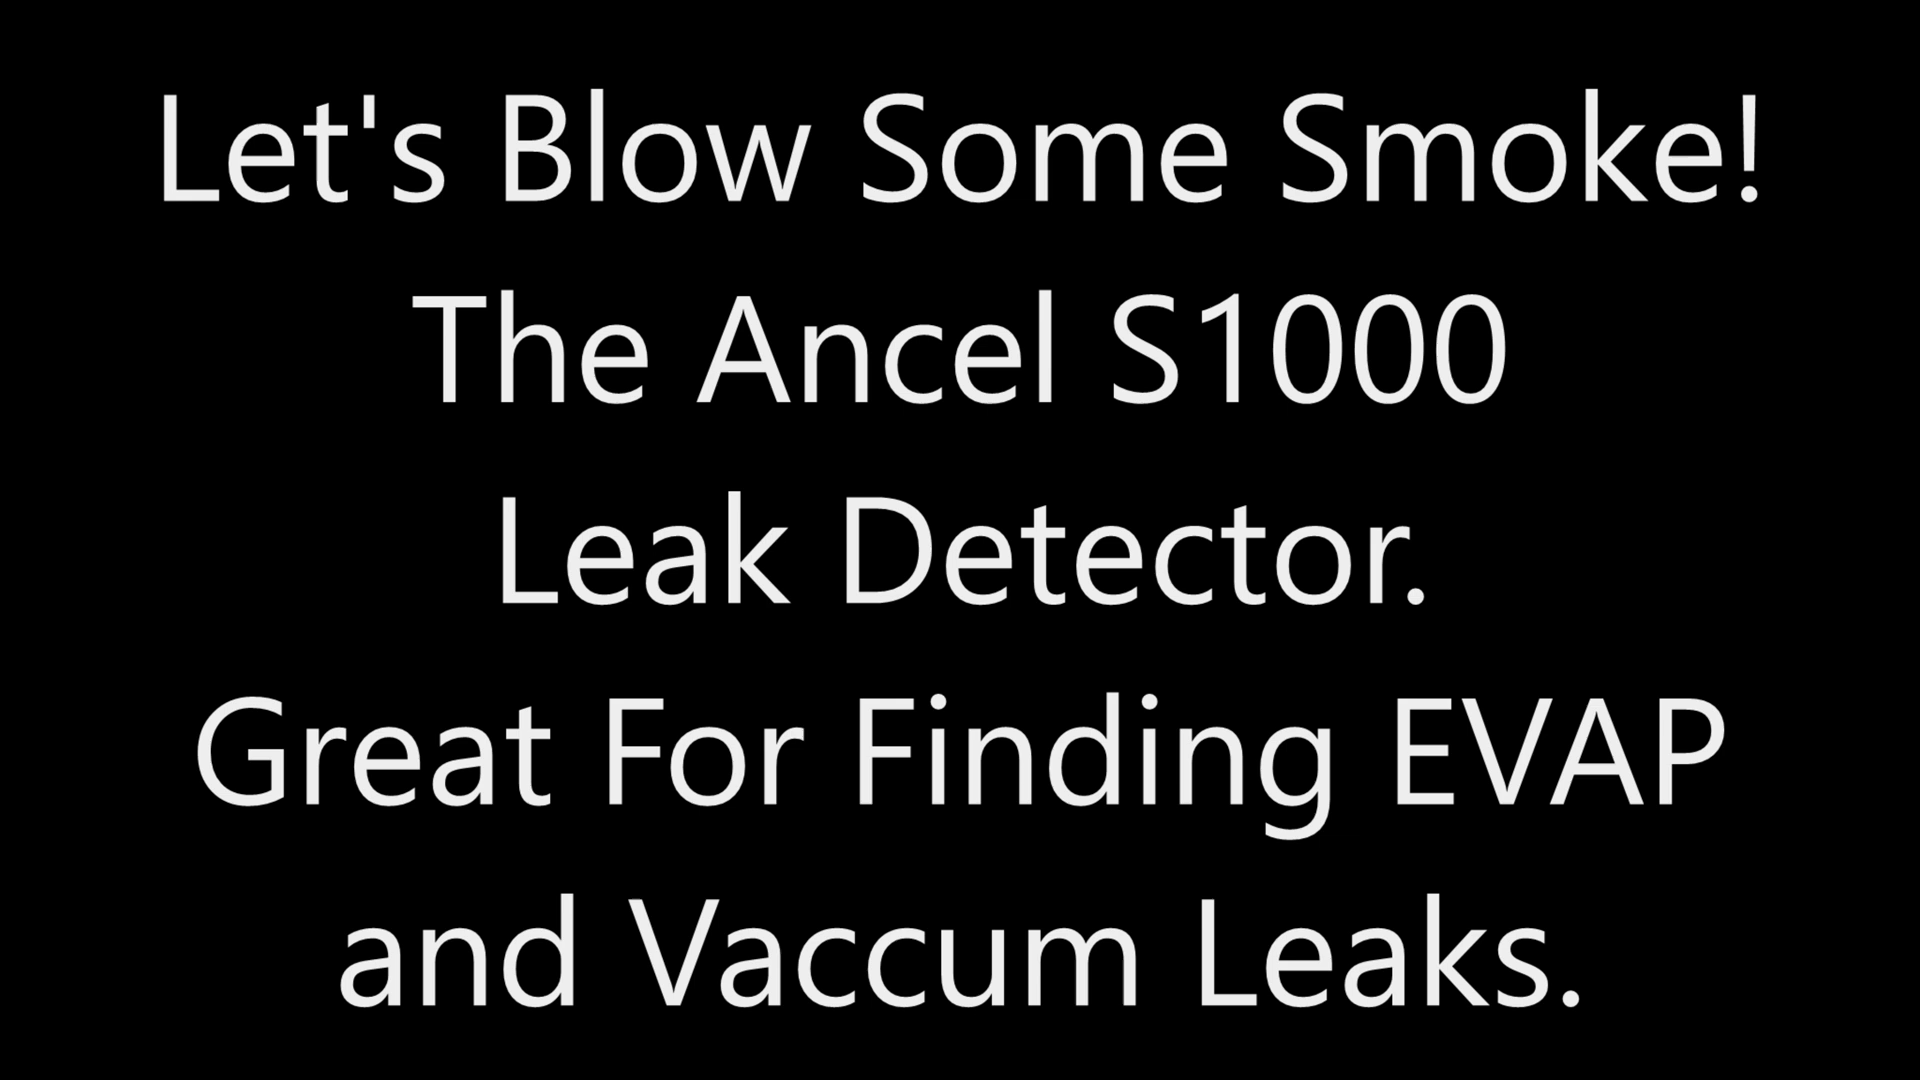 Let's Blow Some Smoke!
The Ancel S1000
Leak Detector.
Great For Finding EVAP
and Vaccum Leaks.